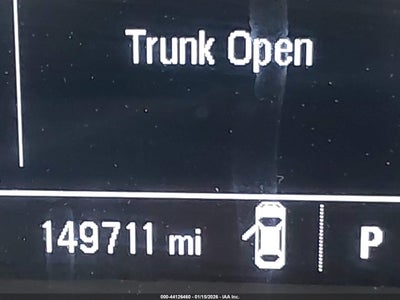 Trunk Open
149711 mi P
000-44126460 - 01/15/2026 - IAA Inc.